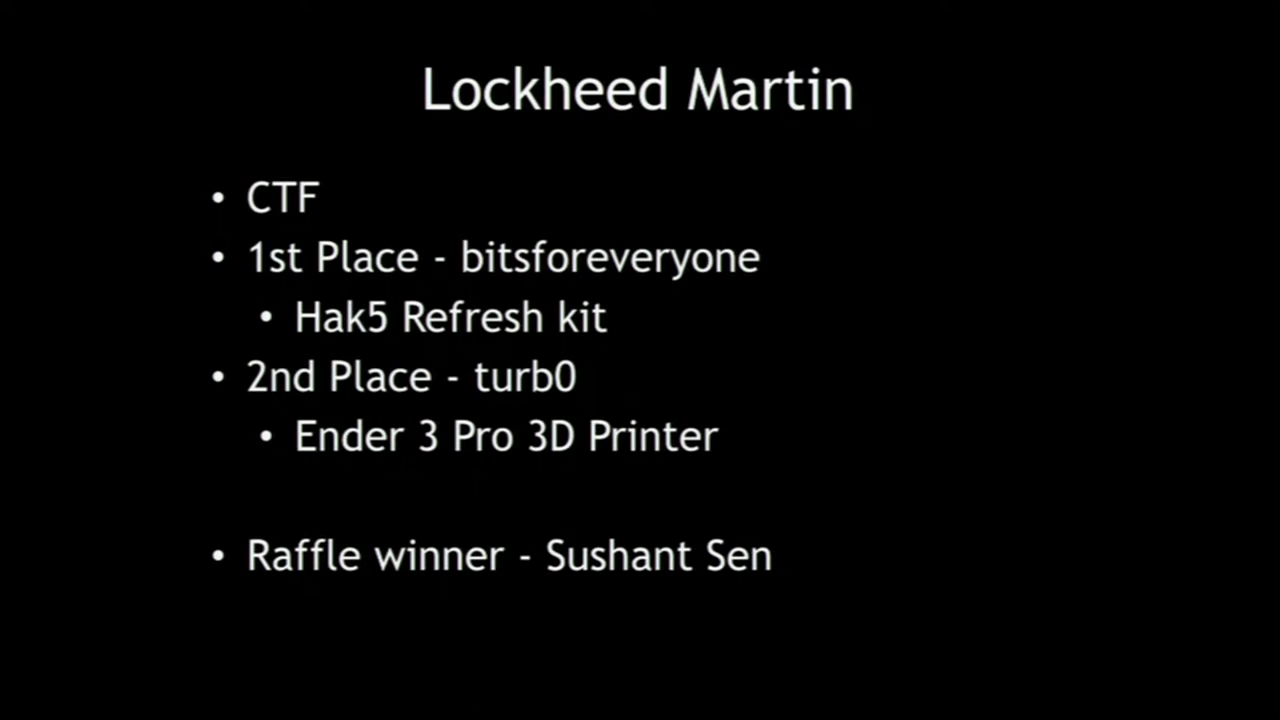 Lockheed Martin
• CTF
• 1st Place - bitsforeveryone
• Hak5 Refresh kit
• 2nd Place - turb0
• Ender 3 Pro 3D Printer
• Raffle winner - Sushant Sen